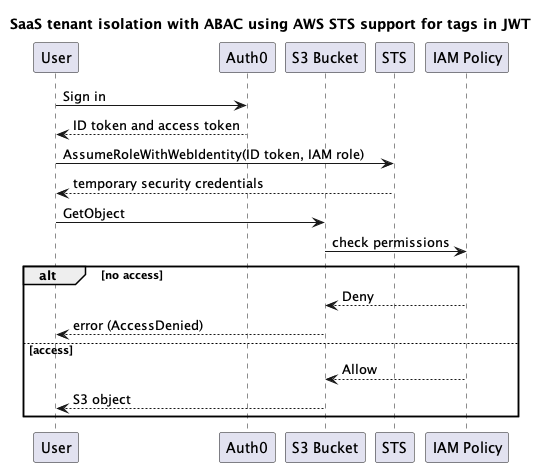 SaaS tenant isolation with ABAC using AWS STS support for tags in JWT
User Auth0 S3 Bucket STS IAM Policy
Sign in
ID token and access token
AssumeRoleWithWebIdentity(ID token, IAM role)
temporary security credentials
GetObject
check permissions
alt [no access]
Deny
error (AccessDenied)
[access]
Allow
S3 object
User Auth0 S3 Bucket STS IAM Policy